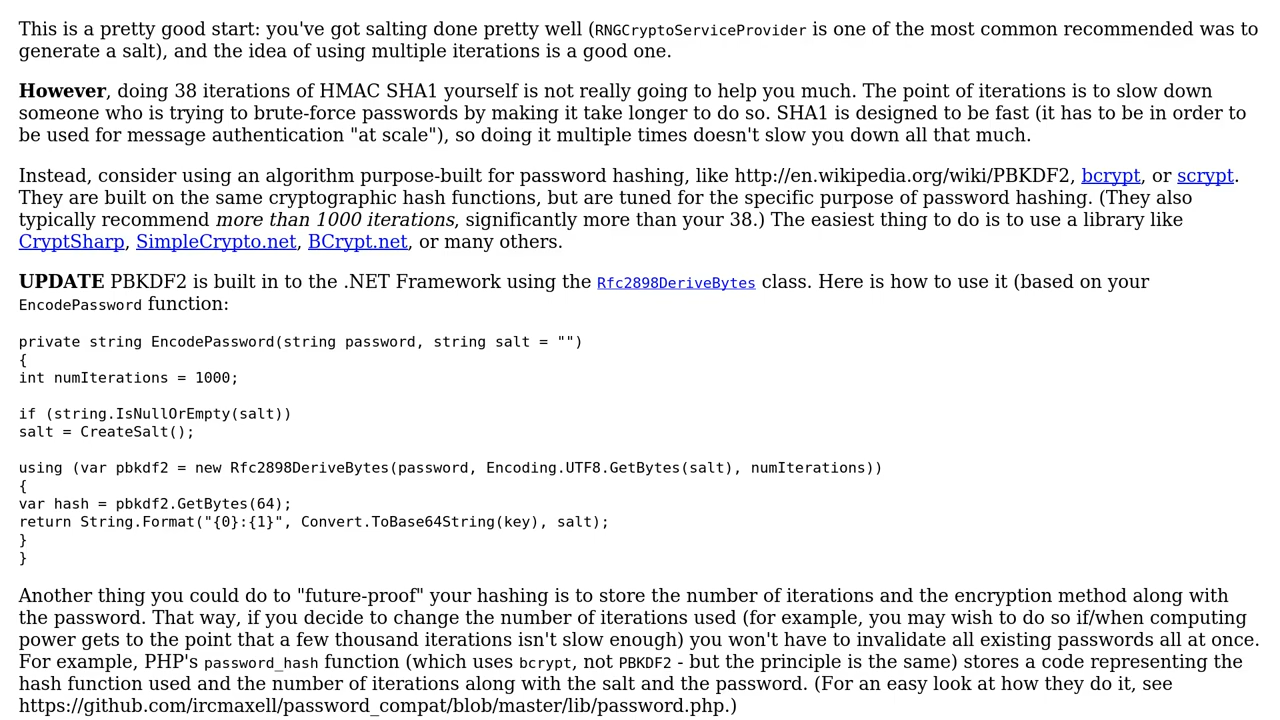 This is a pretty good start: you've got salting done pretty well (RNGCryptoServiceProvider is one of the most common recommended was to
generate a salt), and the idea of using multiple iterations is a good one.
However, doing 38 iterations of HMAC SHA1 yourself is not really going to help you much. The point of iterations is to slow down
someone who is trying to brute-force passwords by making it take longer to do so. SHA1 is designed to be fast (it has to be in order to
be used for message authentication "at scale"), so doing it multiple times doesn't slow you down all that much.
Instead, consider using an algorithm purpose-built for password hashing, like http://en.wikipedia.org/wiki/PBKDF2, bcrypt, or scrypt.
They are built on the same cryptographic hash functions, but are tuned for the specific purpose of password hashing. (They also
typically recommend more than 1000 iterations, significantly more than your 38.) The easiest thing to do is to use a library like
CryptSharp, SimpleCrypto.net, BCrypt.net, or many others.
UPDATE PBKDF2 is built in to the .NET Framework using the Rfc2898DeriveBytes class. Here is how to use it (based on your
EncodePassword function:
private string EncodePassword(string password, string salt = "")
{
int numIterations = 1000;
if (string.IsNullOrEmpty(salt))
salt = CreateSalt();
using (var pbkdf2 = new Rfc2898DeriveBytes(password, Encoding.UTF8.GetBytes(salt), numIterations))
{
var hash = pbkdf2.GetBytes(64);
return String.Format("{0}:{1}", Convert.ToBase64String(key), salt);
}
}
Another thing you could do to "future-proof" your hashing is to store the number of iterations and the encryption method along with
the password. That way, if you decide to change the number of iterations used (for example, you may wish to do so if/when computing
power gets to the point that a few thousand iterations isn't slow enough) you won't have to invalidate all existing passwords all at once.
For example, PHP's password_hash function (which uses bcrypt, not PBKDF2 - but the principle is the same) stores a code representing the
hash function used and the number of iterations along with the salt and the password. (For an easy look at how they do it, see
https://github.com/ircmaxell/password_compat/blob/master/lib/password.php.)